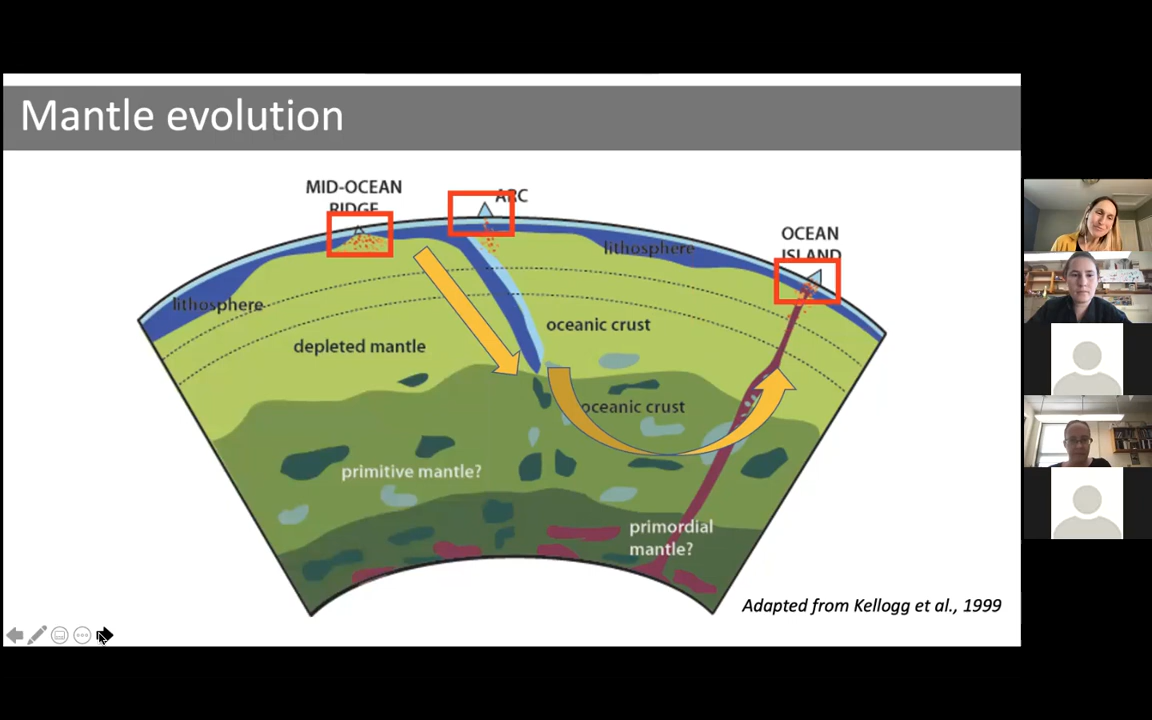 Mantle evolution
MID-OCEAN
RIDGE
ARC
lithosphere
OCEAN
ISLAND
lithosphere
oceanic crust
depleted mantle
oceanic crust
primitive mantle?
primordial
mantle?
Adapted from Kellogg et al., 1999